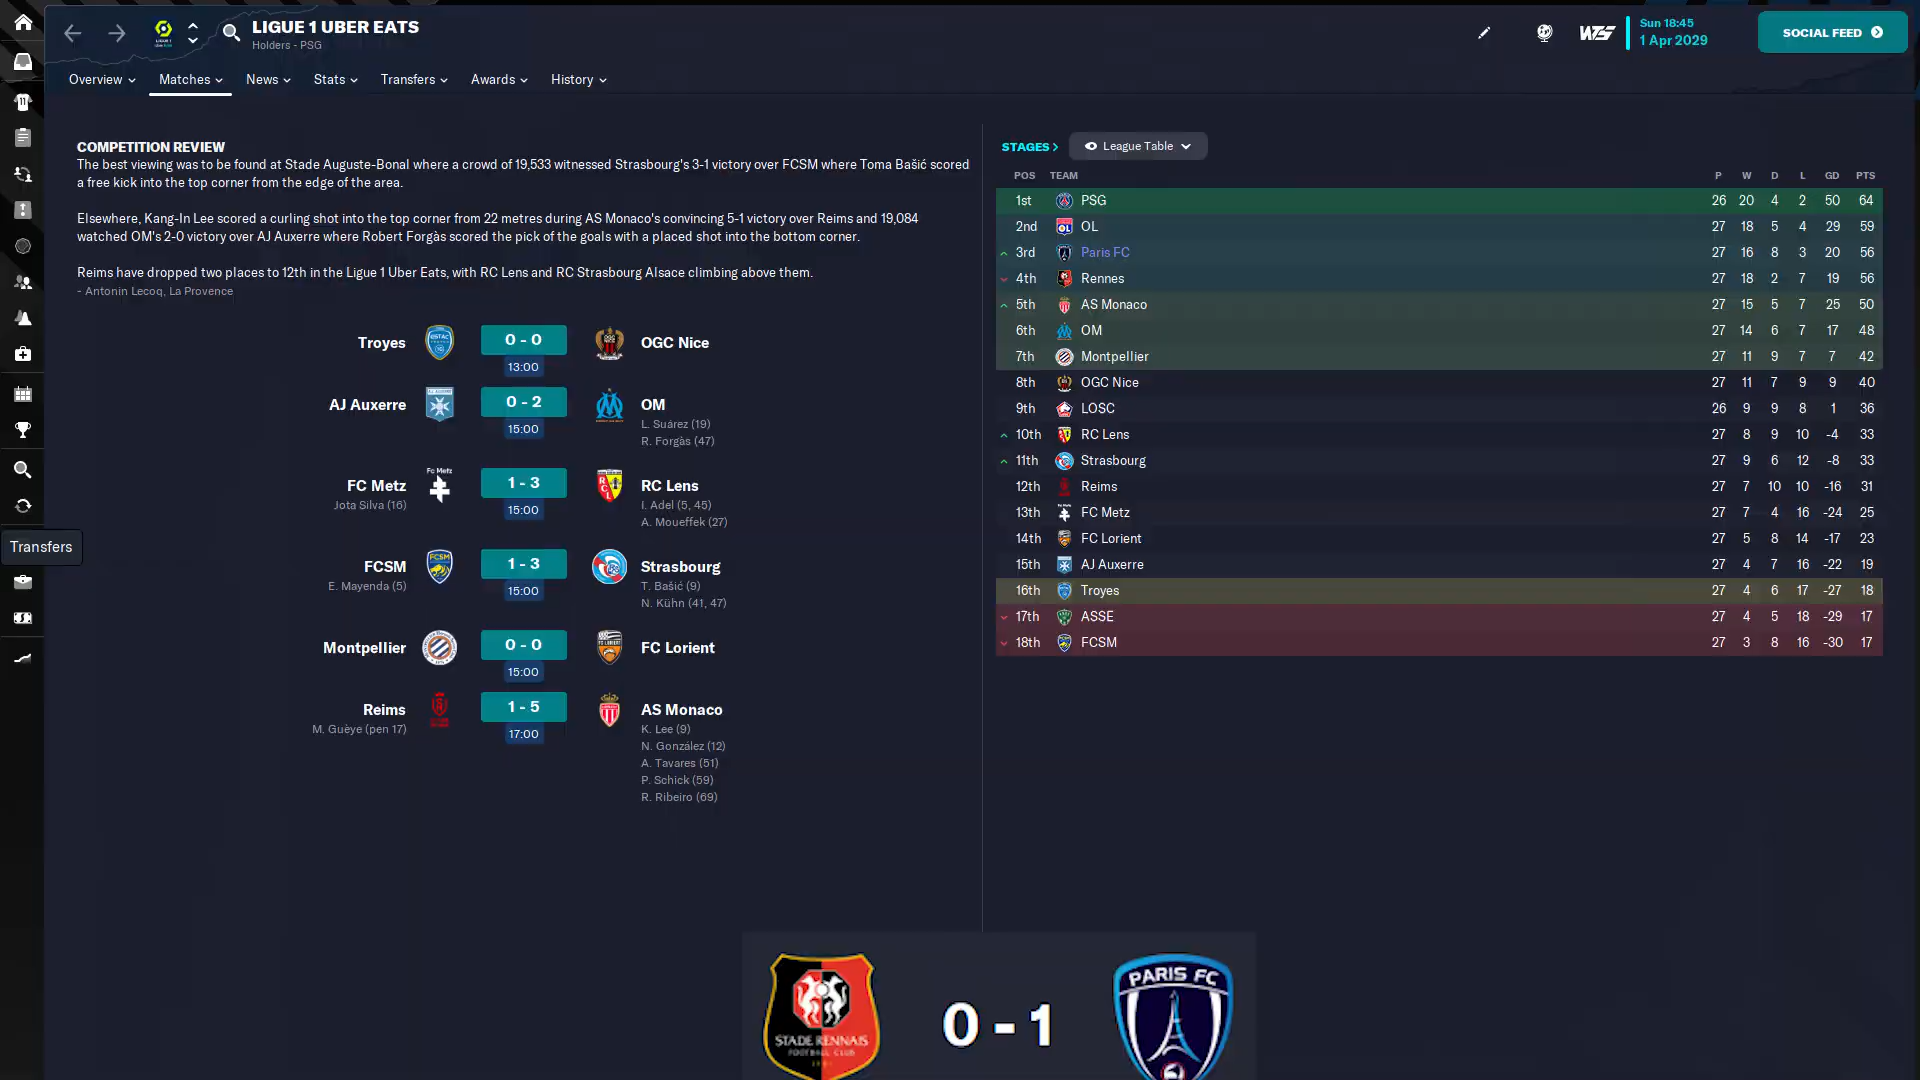 LIGUE 1 UBER EATS
Holders - PSG
Sun 18:45
1 Apr 2029
SOCIAL FEED
Overview
Matches
News
Stats
Transfers
Awards
History
COMPETITION REVIEW
The best viewing was to be found at Stade Auguste-Bonal where a crowd of 19,533 witnessed Strasbourg's 3-1 victory over FCSM where Toma Bašić scored
a free kick into the top corner from the edge of the area.
Elsewhere, Kang-In Lee scored a curling shot into the top corner from 22 metres during AS Monaco's convincing 5-1 victory over Reims and 19,084
watched OM's 2-0 victory over AJ Auxerre where Robert Forgàs scored the pick of the goals with a placed shot into the bottom corner.
Reims have dropped two places to 12th in the Ligue 1 Uber Eats, with RC Lens and RC Strasbourg Alsace climbing above them.
- Antonin Lecoq, La Provence
Troyes 0 - 0 OGC Nice
13:00
AJ Auxerre 0 - 2 OM
15:00
L. Suárez (19)
R. Forgàs (47)
FC Metz 1 - 3 RC Lens
Jota Silva (16)
15:00
I. Adel (5, 45)
A. Moueffek (27)
FCSM 1 - 3 Strasbourg
E. Mayenda (5)
15:00
T. Bašić (9)
N. Kühn (41, 47)
Montpellier 0 - 0 FC Lorient
15:00
Reims 1 - 5 AS Monaco
M. Guèye (pen 17)
17:00
K. Lee (9)
N. González (12)
A. Tavares (51)
P. Schick (59)
R. Ribeiro (69)
Transfers
STAGES
League Table
POS TEAM P W D L GD PTS
1st PSG 26 20 4 2 50 64
2nd OL 27 18 5 4 29 59
3rd Paris FC 27 16 8 3 20 56
4th Rennes 27 18 2 7 19 56
5th AS Monaco 27 15 5 7 25 50
6th OM 27 14 6 7 17 48
7th Montpellier 27 11 9 7 7 42
8th OGC Nice 27 11 7 9 9 40
9th LOSC 26 9 9 8 1 36
10th RC Lens 27 8 9 10 -4 33
11th Strasbourg 27 9 6 12 -8 33
12th Reims 27 7 10 10 -16 31
13th FC Metz 27 7 4 16 -24 25
14th FC Lorient 27 5 8 14 -17 23
15th AJ Auxerre 27 4 7 16 -22 19
16th Troyes 27 4 6 17 -27 18
17th ASSE 27 4 5 18 -29 17
18th FCSM 27 3 8 16 -30 17
STADE RENNAIS
FOOTBALL CLUB
0 - 1
PARIS FC